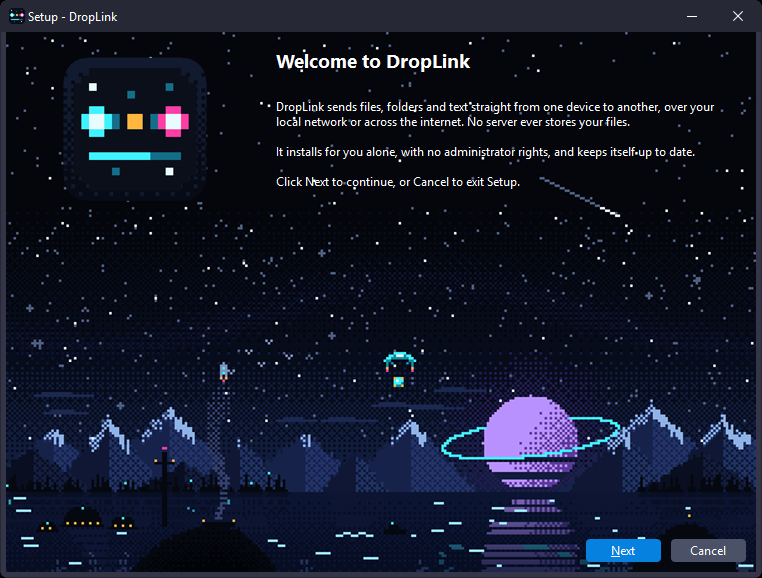 Setup - DropLink
Welcome to DropLink
DropLink sends files, folders and text straight from one device to another, over your
local network or across the internet. No server ever stores your files.
It installs for you alone, with no administrator rights, and keeps itself up to date.
Click Next to continue, or Cancel to exit Setup.
Next
Cancel